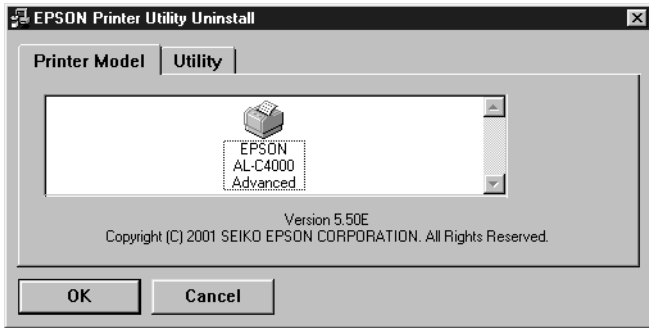 EPSON Printer Utility Uninstall
Printer Model
Utility
EPSON
AL-C4000
Advanced
Version 5.50E
Copyright (C) 2001 SEIKO EPSON CORPORATION. All Rights Reserved.
OK
Cancel